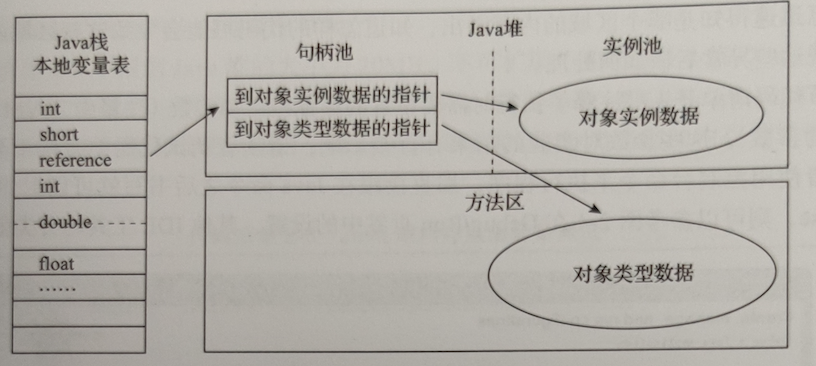 Java栈
本地变量表
int
short
reference
int
double
float
……
Java堆
句柄池
实例池
到对象实例数据的指针
到对象类型数据的指针
对象实例数据
方法区
对象类型数据